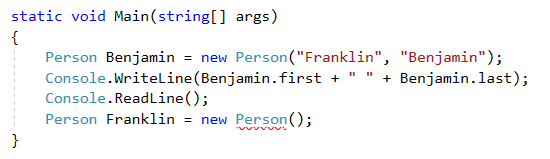 static void Main(string[] args)
{
    Person Benjamin = new Person("Franklin", "Benjamin");
    Console.WriteLine(Benjamin.first + " " + Benjamin.last);
    Console.ReadLine();
    Person Franklin = new Person();
}